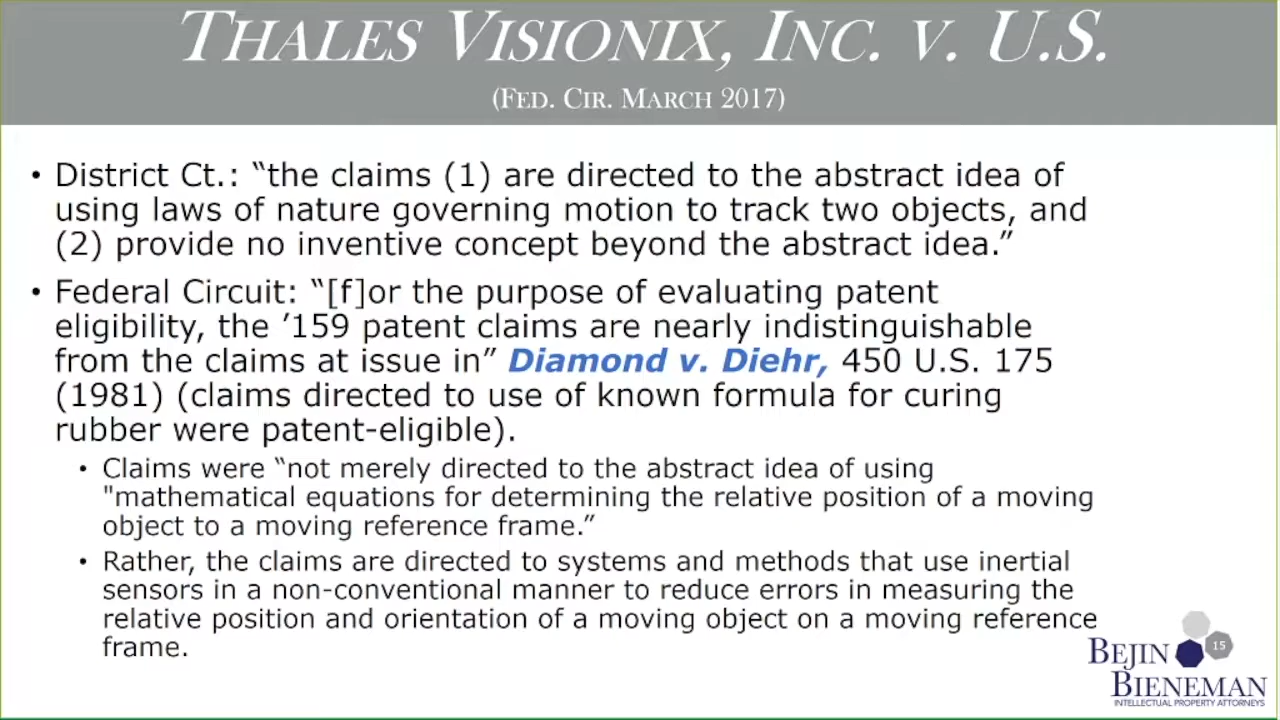 THALES VISIONIX, INC. V. U.S.
(FED. CIR. MARCH 2017)
• District Ct.: “the claims (1) are directed to the abstract idea of
using laws of nature governing motion to track two objects, and
(2) provide no inventive concept beyond the abstract idea.”
• Federal Circuit: “[f]or the purpose of evaluating patent
eligibility, the ’159 patent claims are nearly indistinguishable
from the claims at issue in” Diamond v. Diehr, 450 U.S. 175
(1981) (claims directed to use of known formula for curing
rubber were patent-eligible).
• Claims were “not merely directed to the abstract idea of using
"mathematical equations for determining the relative position of a moving
object to a moving reference frame.”
• Rather, the claims are directed to systems and methods that use inertial
sensors in a non-conventional manner to reduce errors in measuring the
relative position and orientation of a moving object on a moving reference
frame.
15
BEJIN
BIENEMAN
INTELLECTUAL PROPERTY ATTORNEYS